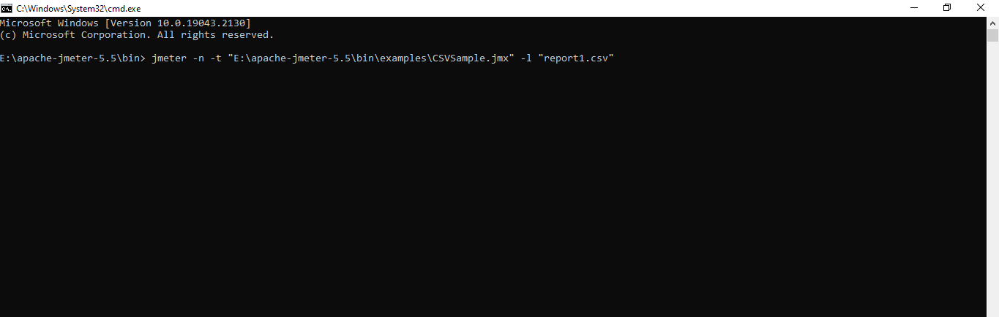 C:\Windows\System32\cmd.exe
Microsoft Windows [Version 10.0.19043.2130]
(c) Microsoft Corporation. All rights reserved.
E:\apache-jmeter-5.5\bin> jmeter -n -t "E:\apache-jmeter-5.5\bin\examples\CSVSample.jmx" -l "report1.csv"